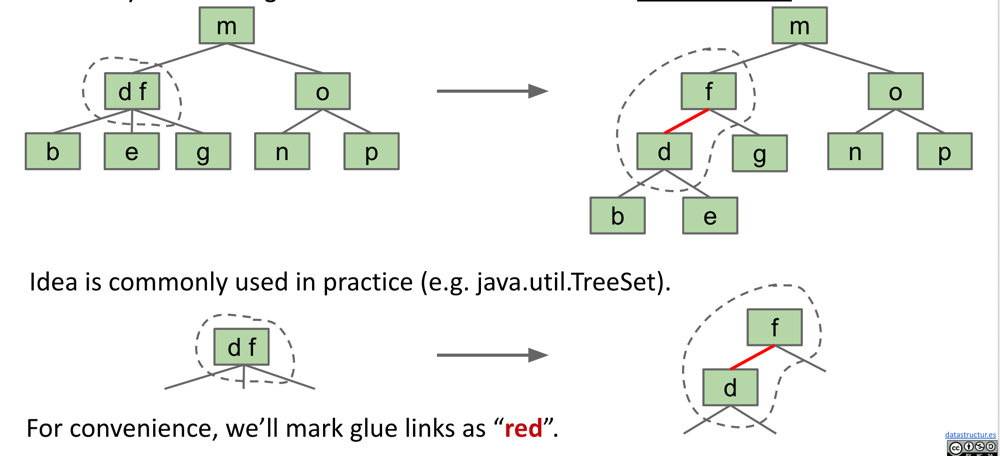 m
m
d f
o
f
o
b
e
g
n
p
d
g
n
p
b
e
Idea is commonly used in practice (e.g. java.util.TreeSet).
d f
f
d
For convenience, we’ll mark glue links as “red”.
datastructur.es